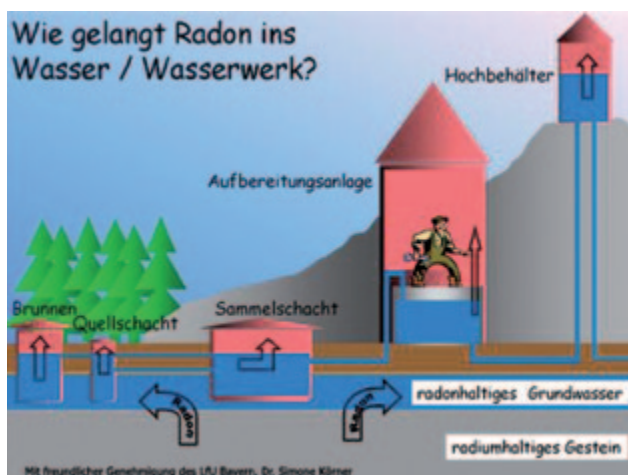 Wie gelangt Radon ins
Wasser / Wasserwerk?
Hochbehälter
Aufbereitungsanlage
Brunnen
Quellschacht
Sammelschacht
Radon
Radon
radonhaltiges Grundwasser
radiumhaltiges Gestein
Mit freundlicher Genehmigung des LfU Bayern, Dr. Simone Körner